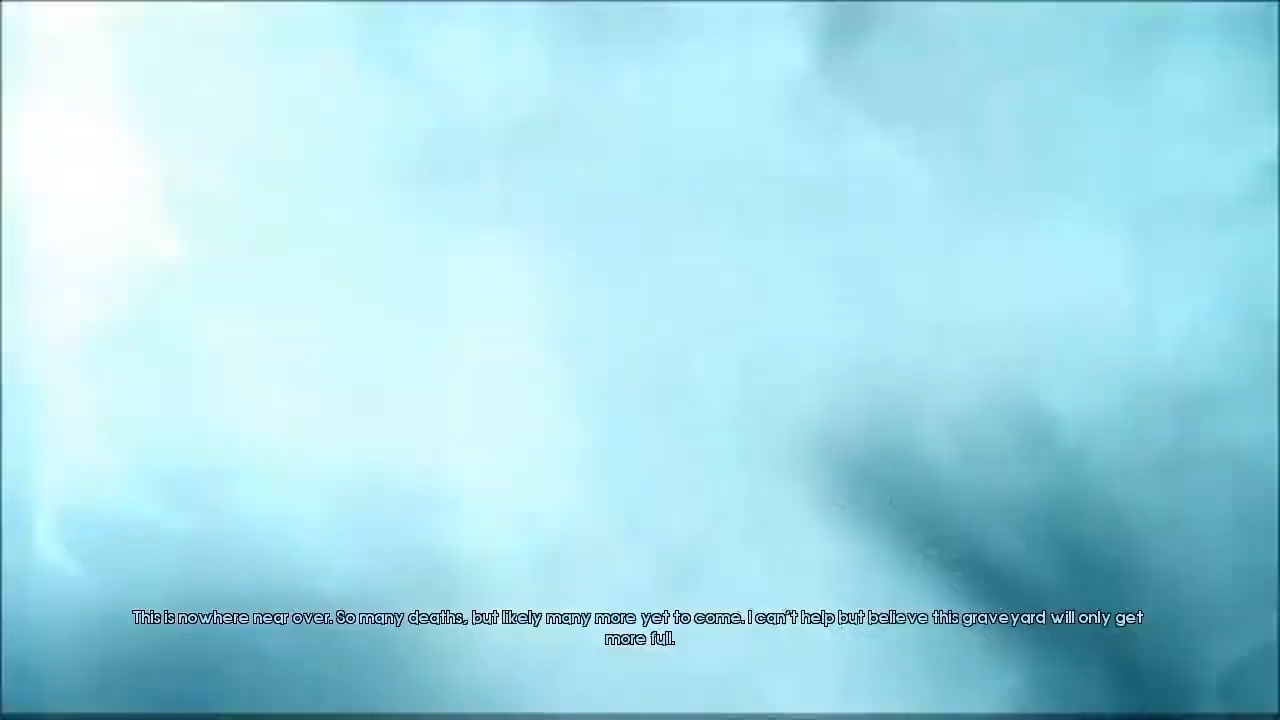 This is nowhere near over. So many deaths, but likely many more yet to come. I can't help but believe this graveyard will only get
more full.